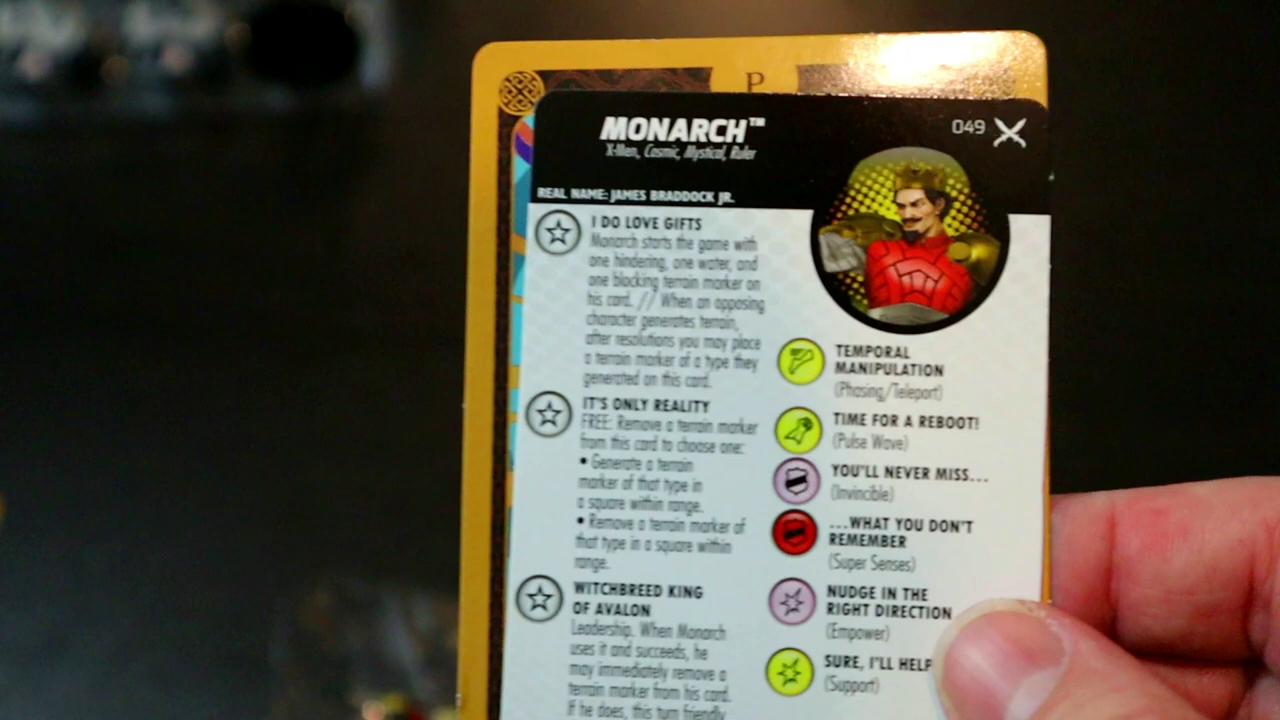 P
MONARCH™
049
X-Men, Cosmic, Mystical, Ruler
REAL NAME: JAMES BRADDOCK JR.
I DO LOVE GIFTS
Monarch starts the game with
one hindering, one water, and
one blocking terrain marker on
his card. // When an opposing
character generates terrain,
after resolutions you may place
a terrain marker of a type they
generated on this card.
IT'S ONLY REALITY
FREE: Remove a terrain marker
from this card to choose one:
• Generate a terrain
marker of that type in
a square within range.
• Remove a terrain marker of
that type in a square within
range.
WITCHBREED KING
OF AVALON
Leadership. When Monarch
uses it and succeeds, he
may immediately remove a
terrain marker from his card.
If he does, this turn friendly
TEMPORAL
MANIPULATION
(Phasing/Teleport)
TIME FOR A REBOOT!
(Pulse Wave)
YOU'LL NEVER MISS...
(Invincible)
...WHAT YOU DON'T
REMEMBER
(Super Senses)
NUDGE IN THE
RIGHT DIRECTION
(Empower)
SURE, I'LL HELP
(Support)